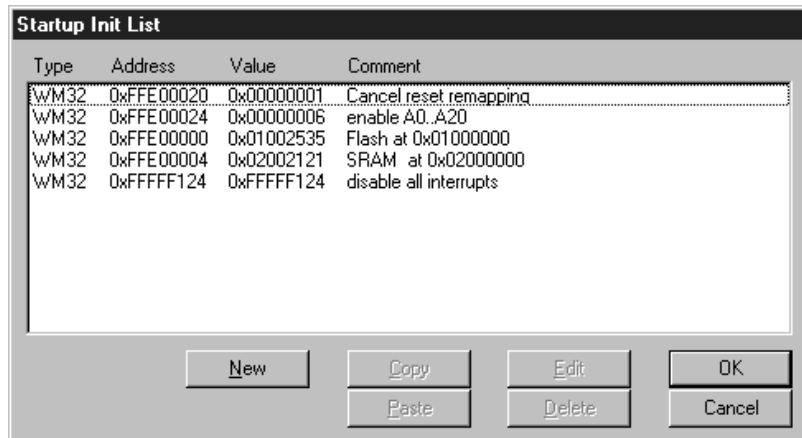 Startup Init List
Type Address Value Comment
WM32 0xFFE00020 0x00000001 Cancel reset remapping
WM32 0xFFE00024 0x00000006 enable A0..A20
WM32 0xFFE00000 0x01002535 Flash at 0x01000000
WM32 0xFFE00004 0x02002121 SRAM at 0x02000000
WM32 0xFFFFF124 0xFFFFF124 disable all interrupts
New Copy Edit OK
Paste Delete Cancel